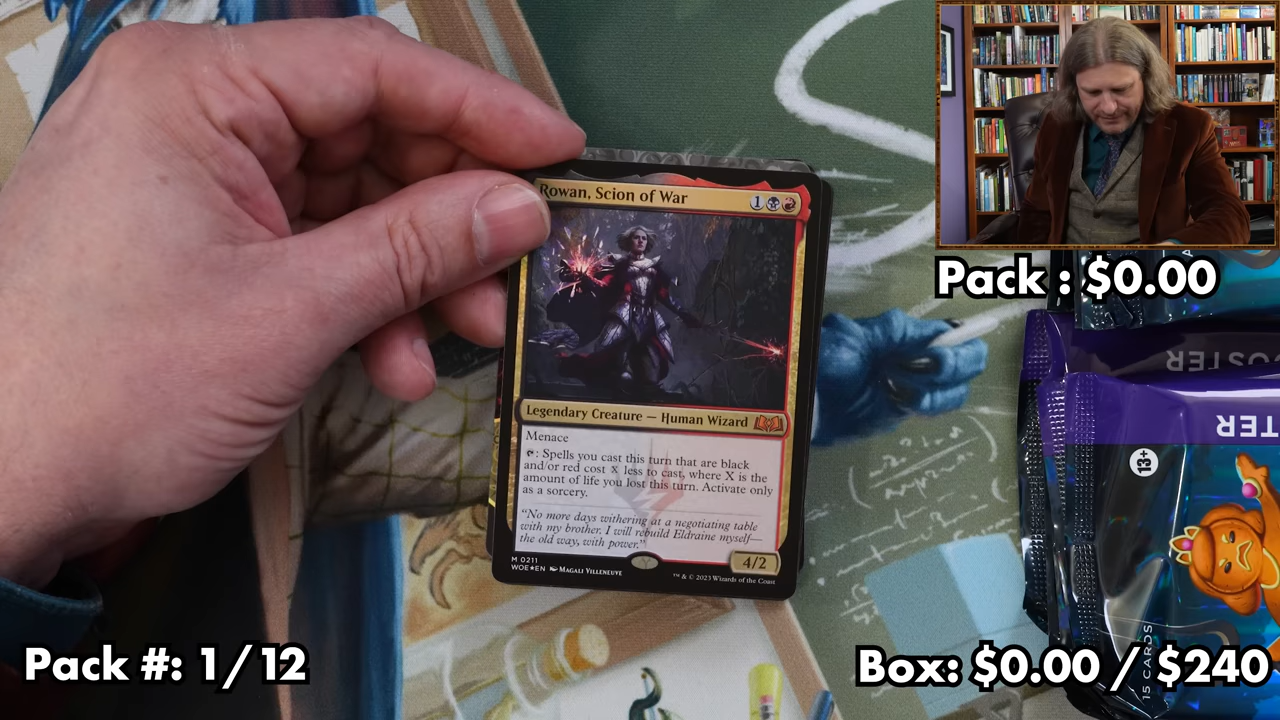 Rowan, Scion of War
1
Legendary Creature — Human Wizard
Menace
: Spells you cast this turn that are black
and/or red cost X less to cast, where X is the
amount of life you lost this turn. Activate only
as a sorcery.
“No more days withering at a negotiating table
with my brother. I will rebuild Eldraine myself—
the old way, with power.”
4/2
M 0211
WOE★EN Magali Villeneuve
™ & © 2023 Wizards of the Coast
Pack : $0.00
OSTER
STER
13+
15 CARDS
Pack #: 1/12
Box: $0.00 / $240